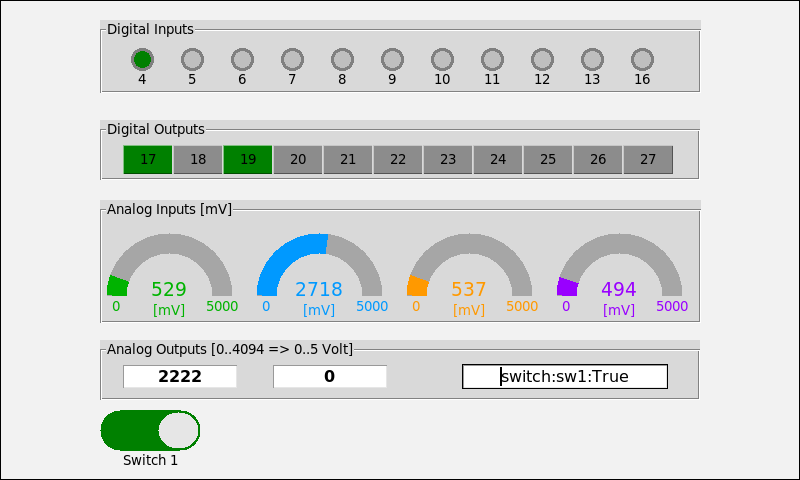 Digital Inputs
4 5 6 7 8 9 10 11 12 13 16
Digital Outputs
17 18 19 20 21 22 23 24 25 26 27
Analog Inputs [mV]
529 2718 537 494
0 5000 0 5000 0 5000 0 5000
[mV] [mV] [mV] [mV]
Analog Outputs [0..4094 => 0..5 Volt]
2222 0 switch:sw1:True
Switch 1